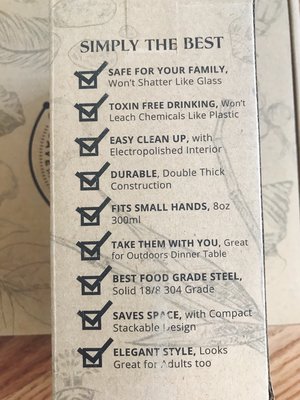 SIMPLY THE BEST
SAFE FOR YOUR FAMILY,
Won't Shatter Like Glass
TOXIN FREE DRINKING, Won't
Leach Chemicals Like Plastic
EASY CLEAN UP, with
Electropolished Interior
DURABLE, Double Thick
Construction
FITS SMALL HANDS, 8oz
300ml
TAKE THEM WITH YOU, Great
for Outdoors Dinner Table
BEST FOOD GRADE STEEL,
Solid 18/8 304 Grade
SAVES SPACE, with Compact
Stackable Design
ELEGANT STYLE, Looks
Great for Adults too